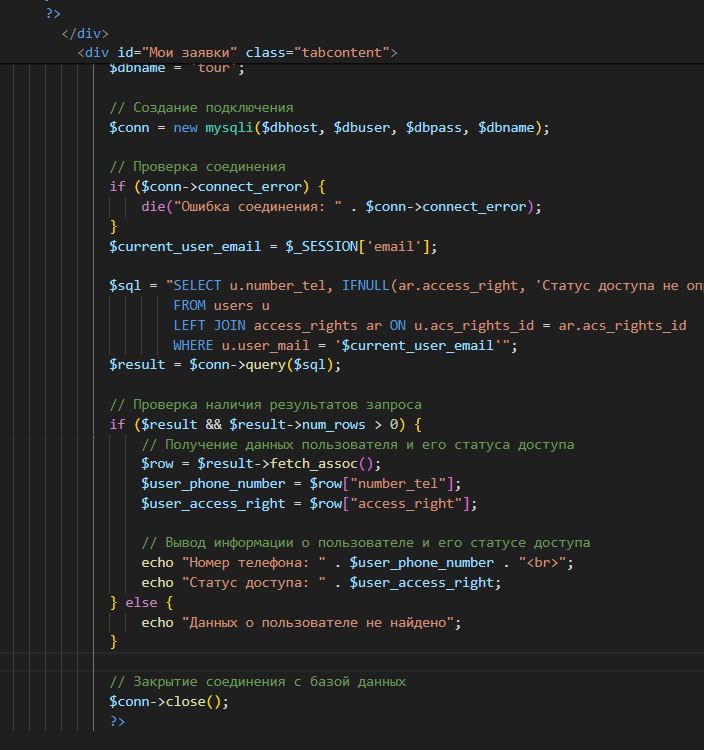 ?>
</div>
<div id="Мои заявки" class="tabcontent">
$dbname = 'tour';
// Создание подключения
$conn = new mysqli($dbhost, $dbuser, $dbpass, $dbname);
// Проверка соединения
if ($conn->connect_error) {
die("Ошибка соединения: " . $conn->connect_error);
}
$current_user_email = $_SESSION['email'];
$sql = "SELECT u.number_tel, IFNULL(ar.access_right, 'Статус доступа не оп
FROM users u
LEFT JOIN access_rights ar ON u.acs_rights_id = ar.acs_rights_id
WHERE u.user_mail = '$current_user_email'";
$result = $conn->query($sql);
// Проверка наличия результатов запроса
if ($result && $result->num_rows > 0) {
// Получение данных пользователя и его статуса доступа
$row = $result->fetch_assoc();
$user_phone_number = $row["number_tel"];
$user_access_right = $row["access_right"];
// Вывод информации о пользователе и его статусе доступа
echo "Номер телефона: " . $user_phone_number . "<br>";
echo "Статус доступа: " . $user_access_right;
} else {
echo "Данных о пользователе не найдено";
}
// Закрытие соединения с базой данных
$conn->close();
?>